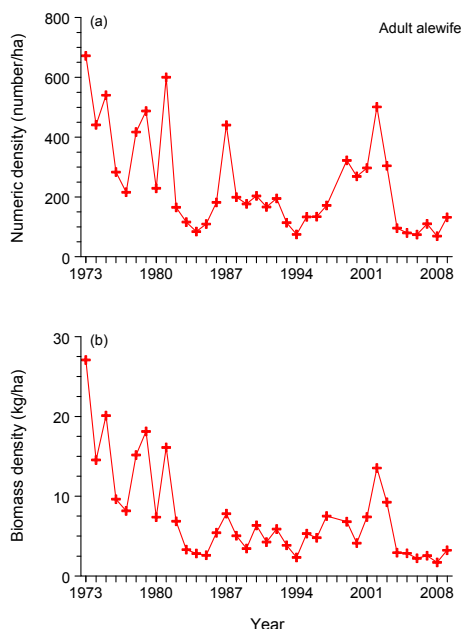 (a)
Adult alewife
Numeric density (number/ha)
800
600
400
200
0
1973 1980 1987 1994 2001 2008
(b)
Biomass density (kg/ha)
30
20
10
0
1973 1980 1987 1994 2001 2008
Year